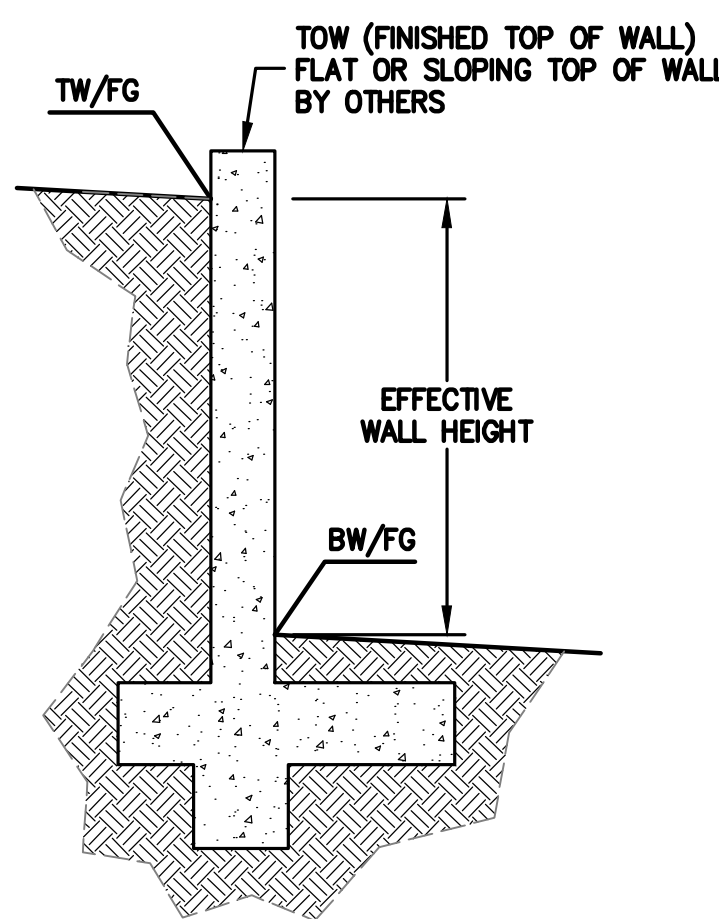 TOW (FINISHED TOP OF WALL)
FLAT OR SLOPING TOP OF WALL
BY OTHERS
TW/FG
EFFECTIVE
WALL HEIGHT
BW/FG